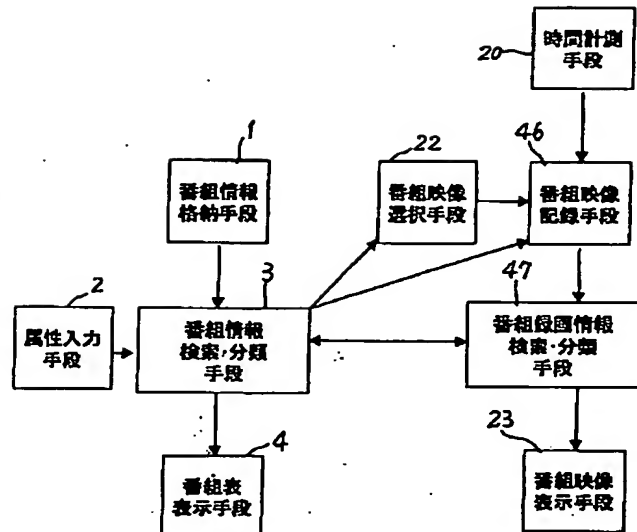 20
時間計測
手段
1
番組情報
格納手段
22
番組映像
選択手段
46
番組映像
記録手段
2
属性入力
手段
3
番組情報
検索・分類
手段
47
番組録画情報
検索・分類
手段
4
番組表
表示手段
23
番組映像
表示手段